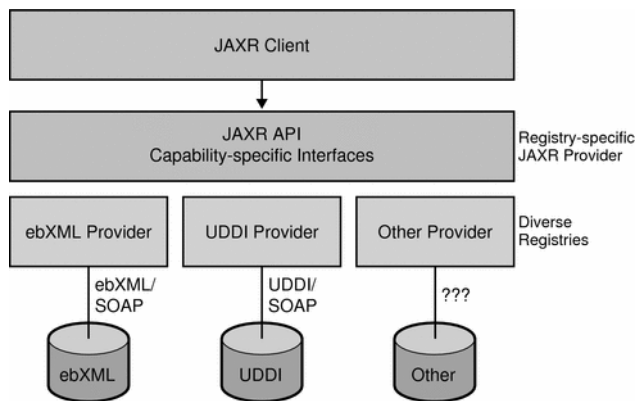 JAXR Client
JAXR API
Capability-specific Interfaces
Registry-specific
JAXR Provider
ebXML Provider
UDDI Provider
Other Provider
Diverse
Registries
ebXML/
SOAP
UDDI/
SOAP
???
ebXML
UDDI
Other